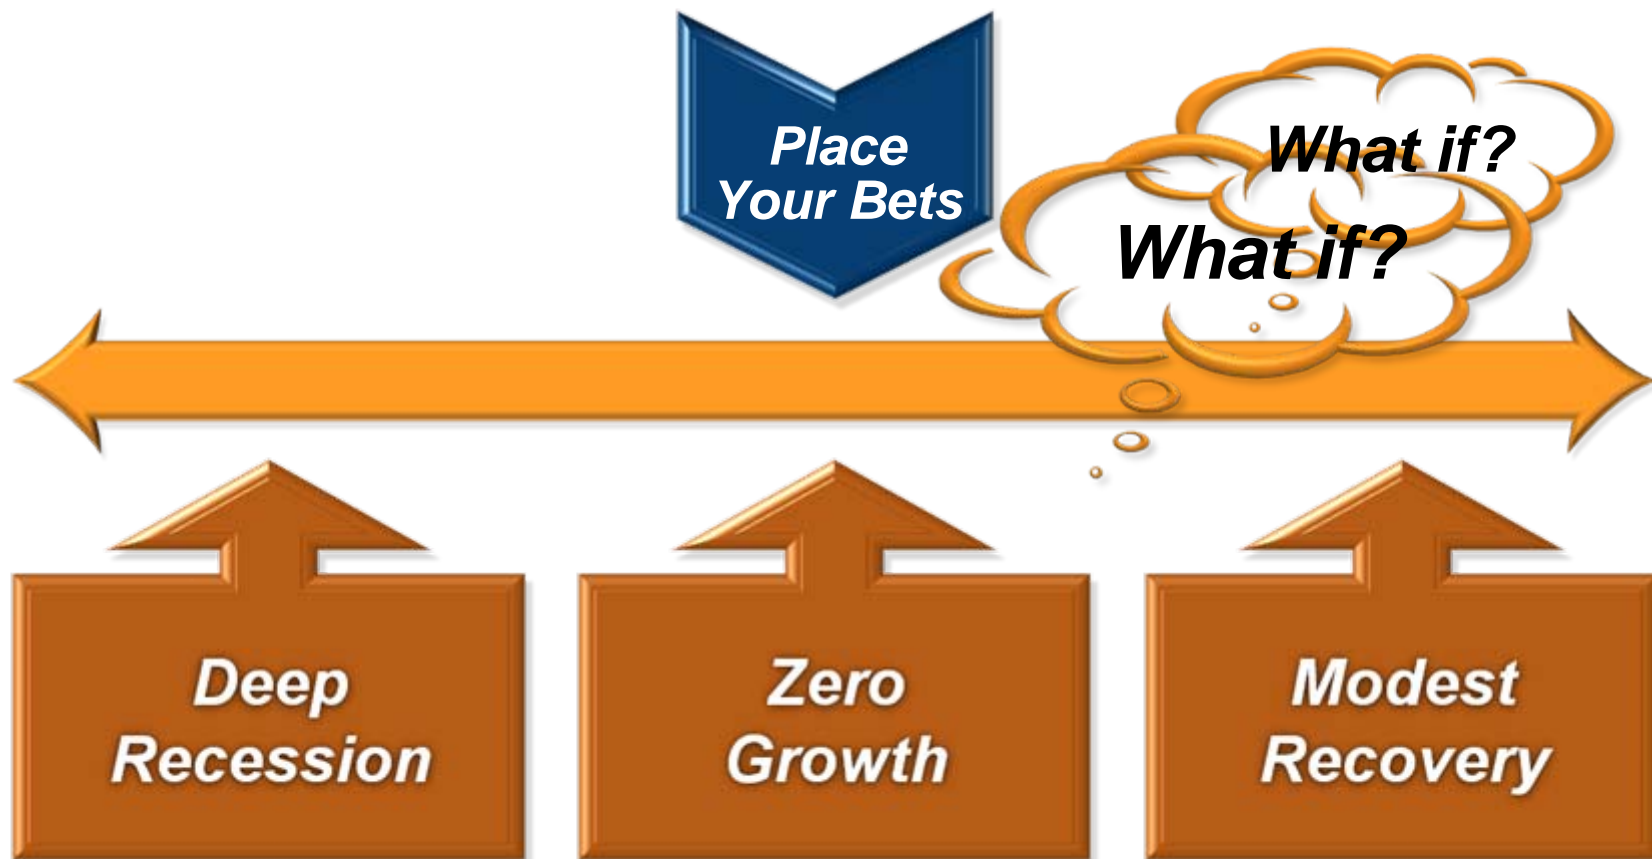 Place
Your Bets
What if?
What if?
Deep
Recession
Zero
Growth
Modest
Recovery